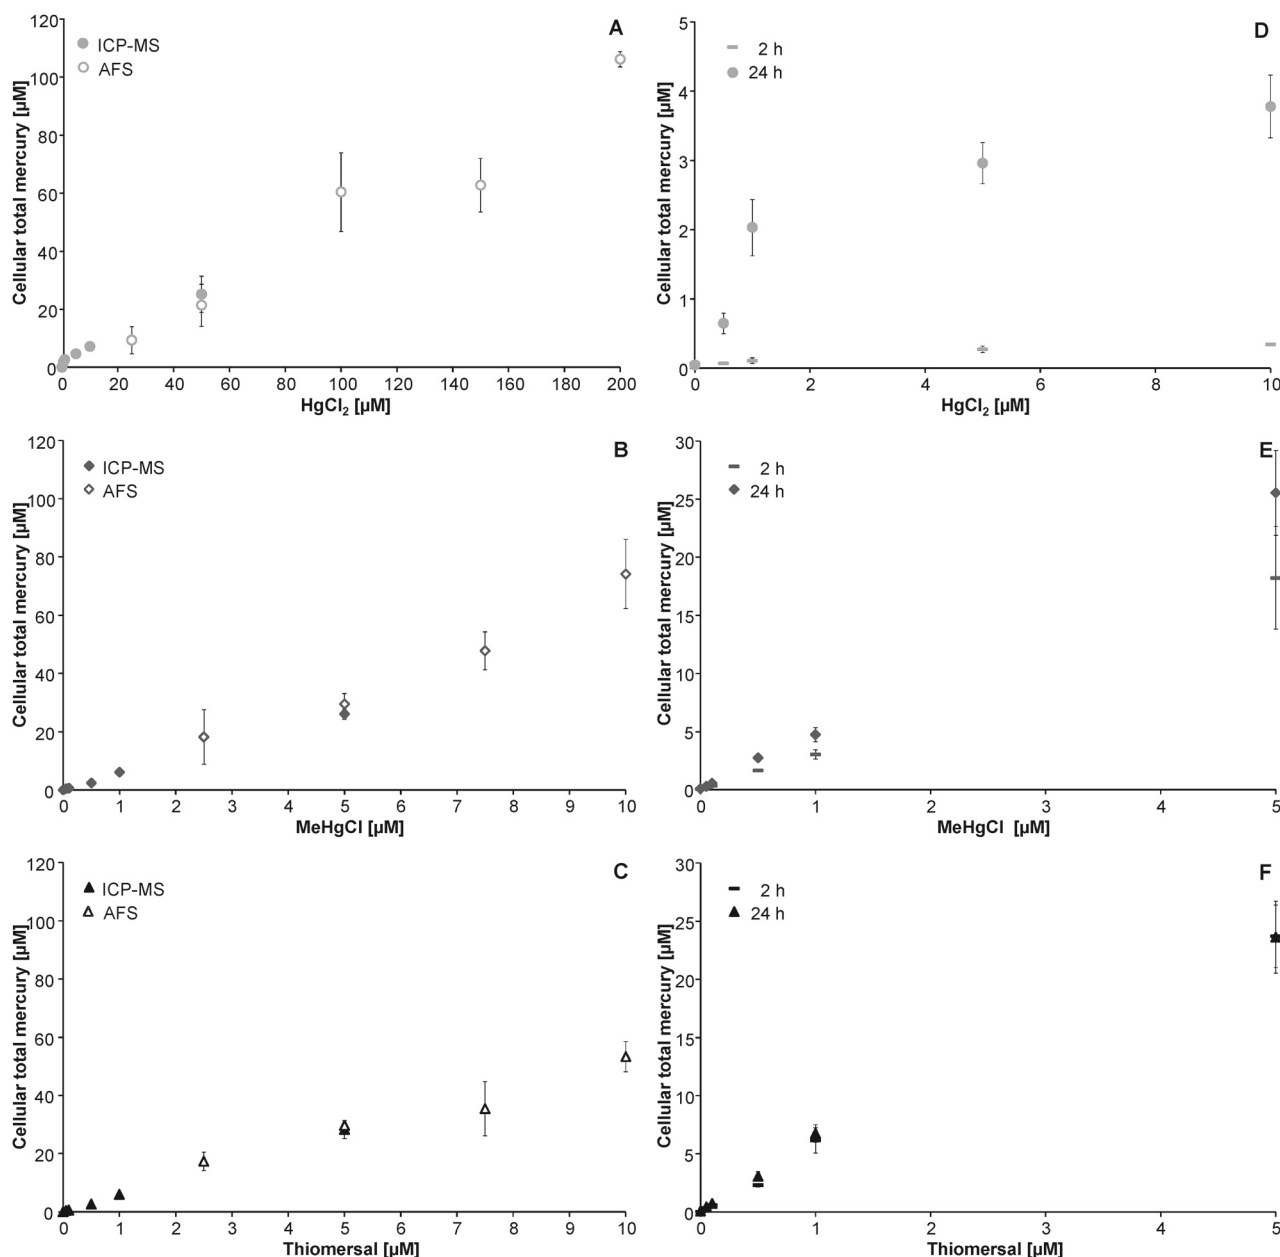 A
ICP-MS
AFS
Cellular total mercury [µM]
120
100
80
60
40
20
0
0 20 40 60 80 100 120 140 160 180 200
HgCl₂ [µM]
D
2 h
24 h
Cellular total mercury [µM]
5
4
3
2
1
0
0 2 4 6 8 10
HgCl₂ [µM]
B
ICP-MS
AFS
Cellular total mercury [µM]
120
100
80
60
40
20
0
0 1 2 3 4 5 6 7 8 9 10
MeHgCl [µM]
E
2 h
24 h
Cellular total mercury [µM]
30
25
20
15
10
5
0
0 1 2 3 4 5
MeHgCl [µM]
C
ICP-MS
AFS
Cellular total mercury [µM]
120
100
80
60
40
20
0
0 1 2 3 4 5 6 7 8 9 10
Thiomersal [µM]
F
2 h
24 h
Cellular total mercury [µM]
30
25
20
15
10
5
0
0 1 2 3 4 5
Thiomersal [µM]